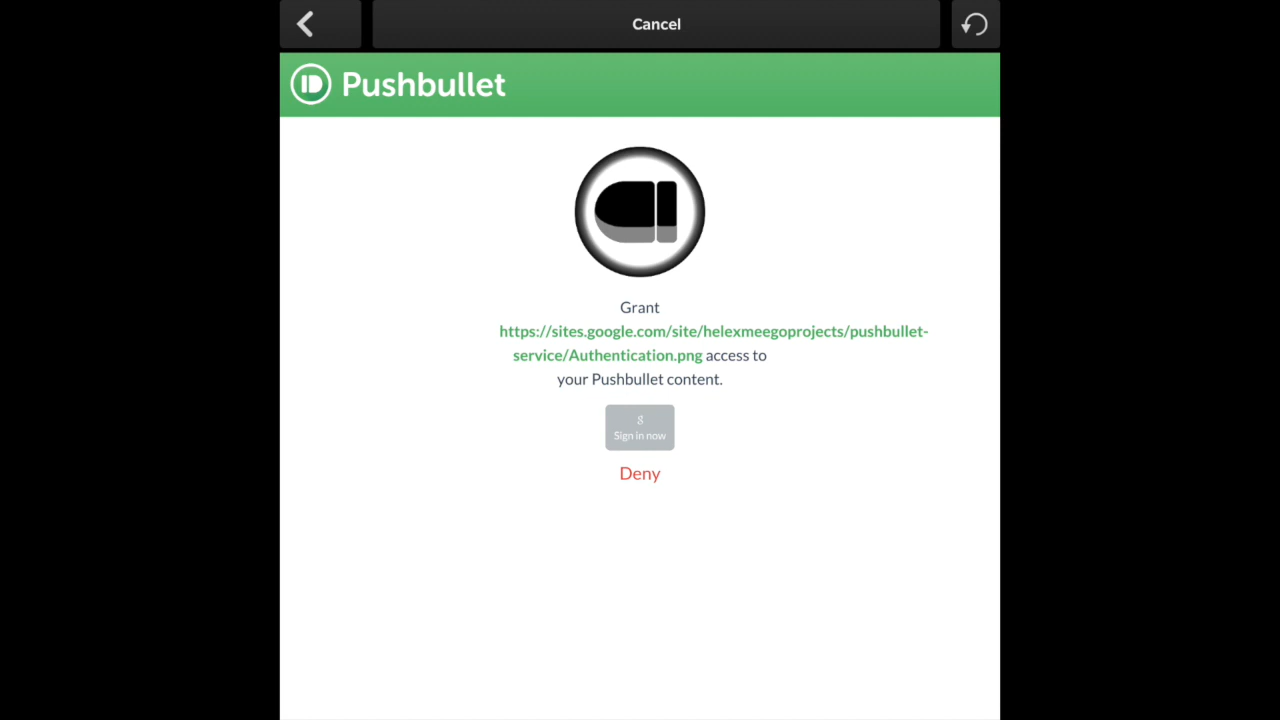 Cancel
Pushbullet
Grant
https://sites.google.com/site/helexmeegoprojects/pushbullet-
service/Authentication.png access to
your Pushbullet content.
g
Sign in now
Deny